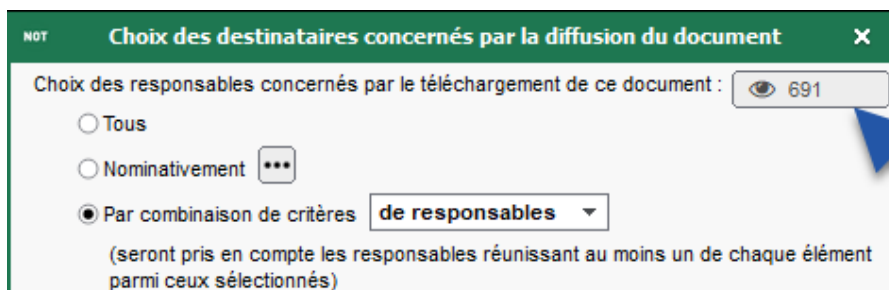 NOT Choix des destinataires concernés par la diffusion du document ×
Choix des responsables concernés par le téléchargement de ce document : 691
Tous
Nominativement •••
Par combinaison de critères de responsables
(seront pris en compte les responsables réunissant au moins un de chaque élément
parmi ceux sélectionnés)